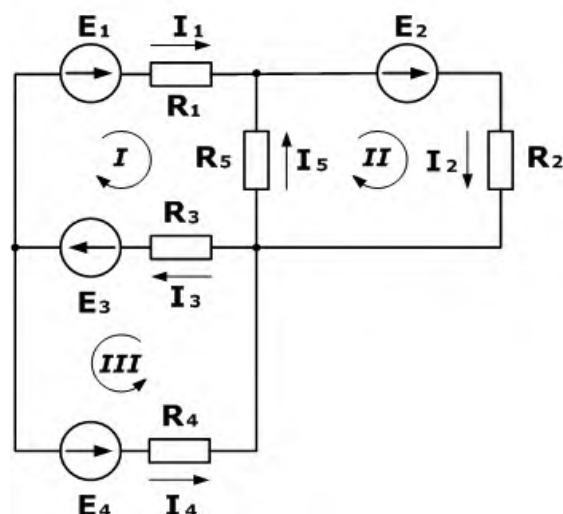 E₁ I₁ E₂
R₁
I R₅ I₅ II I₂ R₂
R₃
I₃
E₃
III
R₄
E₄ I₄